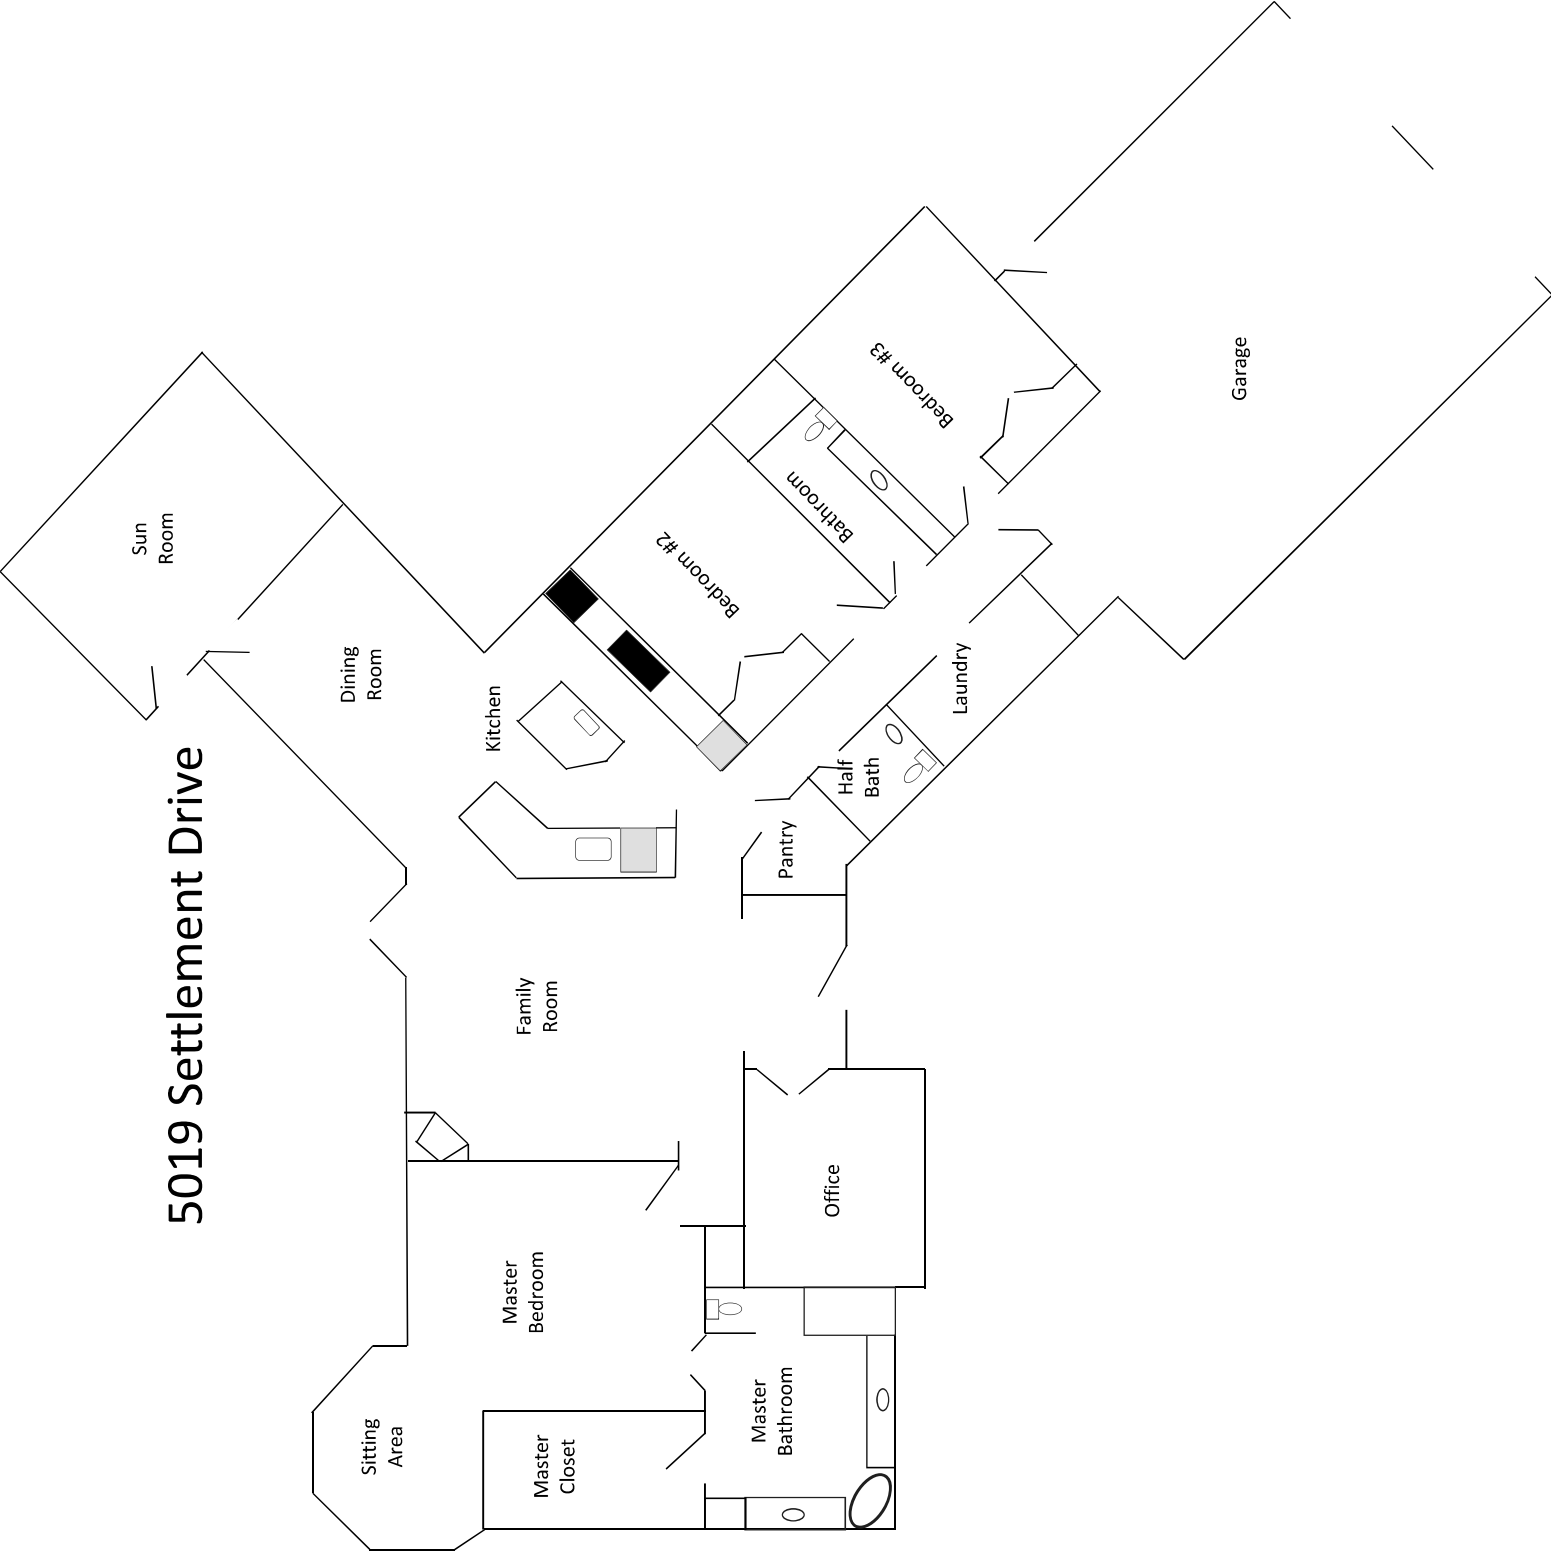 5019 Settlement Drive
Sun
Room
Dining
Room
Kitchen
Bedroom #2
Bathroom
Bedroom #3
Garage
Laundry
Half
Bath
Pantry
Family
Room
Office
Master
Bedroom
Sitting
Area
Master
Closet
Master
Bathroom